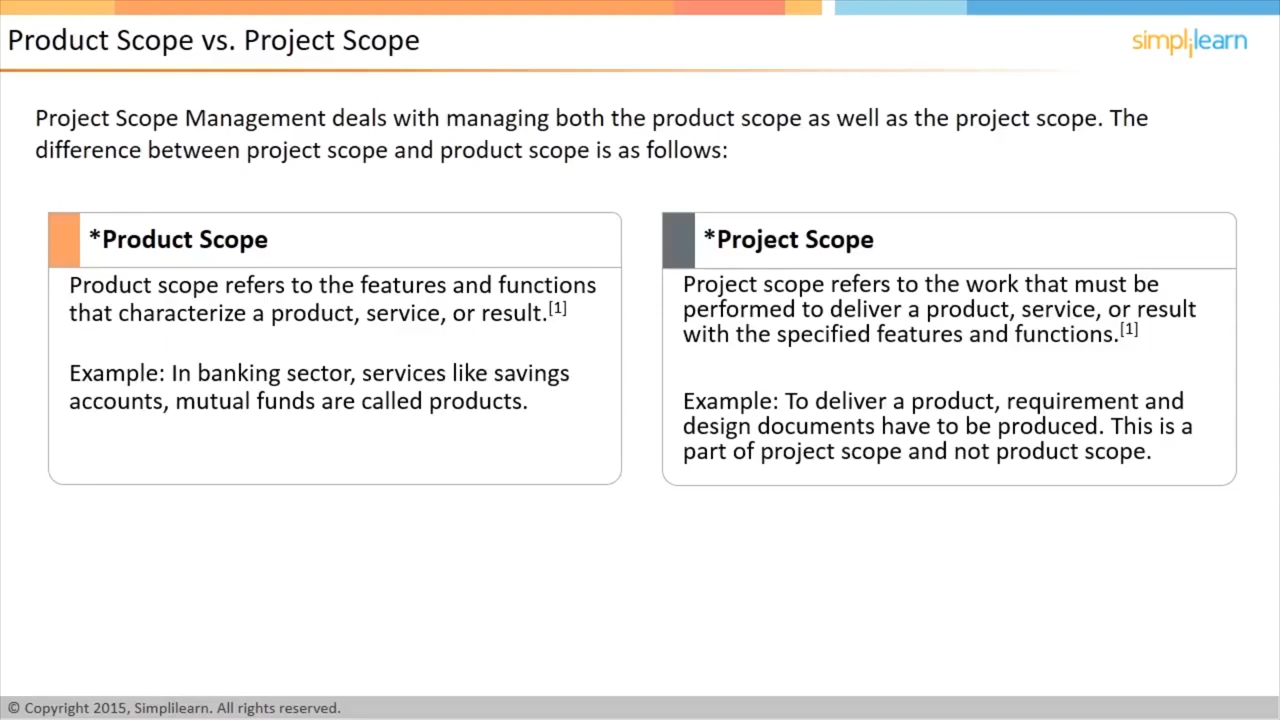 Product Scope vs. Project Scope
simplilearn
Project Scope Management deals with managing both the product scope as well as the project scope. The
difference between project scope and product scope is as follows:
*Product Scope
Product scope refers to the features and functions
that characterize a product, service, or result.[1]
Example: In banking sector, services like savings
accounts, mutual funds are called products.
*Project Scope
Project scope refers to the work that must be
performed to deliver a product, service, or result
with the specified features and functions.[1]
Example: To deliver a product, requirement and
design documents have to be produced. This is a
part of project scope and not product scope.
© Copyright 2015, Simplilearn. All rights reserved.